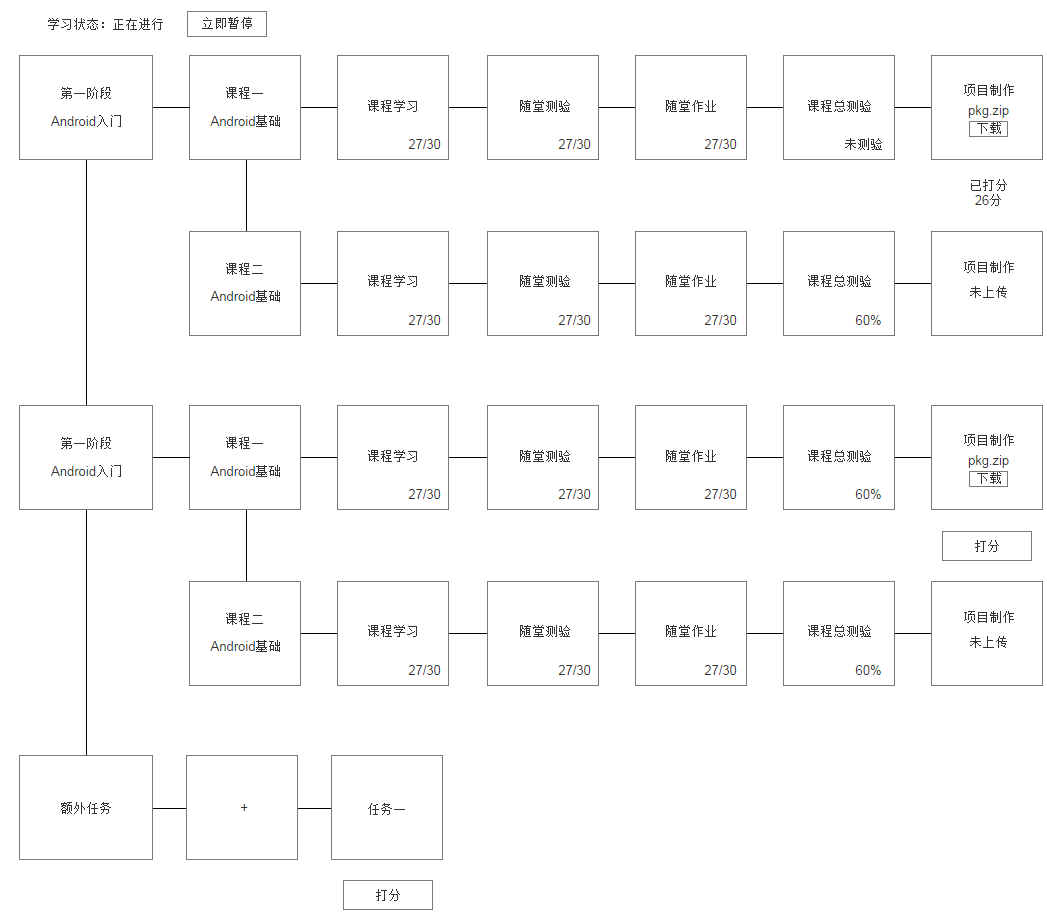 学习状态：正在进行
立即暂停
第一阶段
Android入门
课程一
Android基础
课程学习
27/30
随堂测验
27/30
随堂作业
27/30
课程总测验
未测验
项目制作
pkg.zip
下载
已打分
26分
课程二
Android基础
课程学习
27/30
随堂测验
27/30
随堂作业
27/30
课程总测验
60%
项目制作
未上传
第一阶段
Android入门
课程一
Android基础
课程学习
27/30
随堂测验
27/30
随堂作业
27/30
课程总测验
60%
项目制作
pkg.zip
下载
打分
课程二
Android基础
课程学习
27/30
随堂测验
27/30
随堂作业
27/30
课程总测验
60%
项目制作
未上传
额外任务
+
任务一
打分